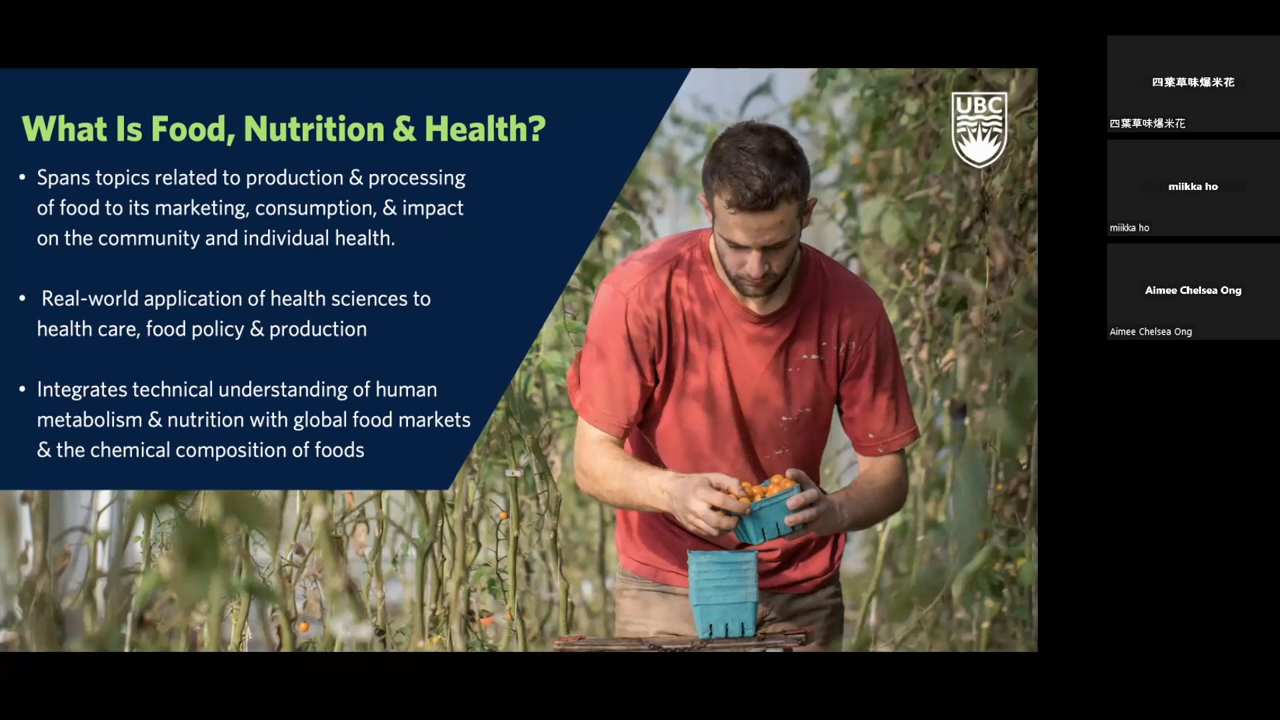 What Is Food, Nutrition & Health?
• Spans topics related to production & processing
of food to its marketing, consumption, & impact
on the community and individual health.
• Real-world application of health sciences to
health care, food policy & production
• Integrates technical understanding of human
metabolism & nutrition with global food markets
& the chemical composition of foods
UBC
四葉草味爆米花
四葉草味爆米花
miikka ho
miikka ho
Aimee Chelsea Ong
Aimee Chelsea Ong